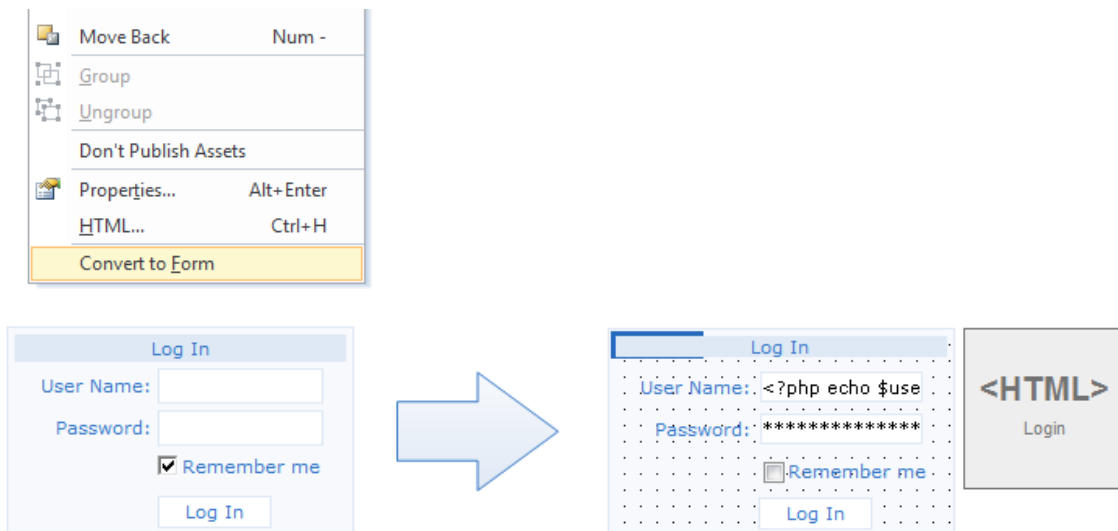 Move Back Num -
Group
Ungroup
Don't Publish Assets
Properties... Alt+Enter
HTML... Ctrl+H
Convert to Form
Log In
User Name:
Password:
Remember me
Log In
Log In
User Name: <?php echo $use
Password: **************
Remember me
Log In
<HTML>
Login